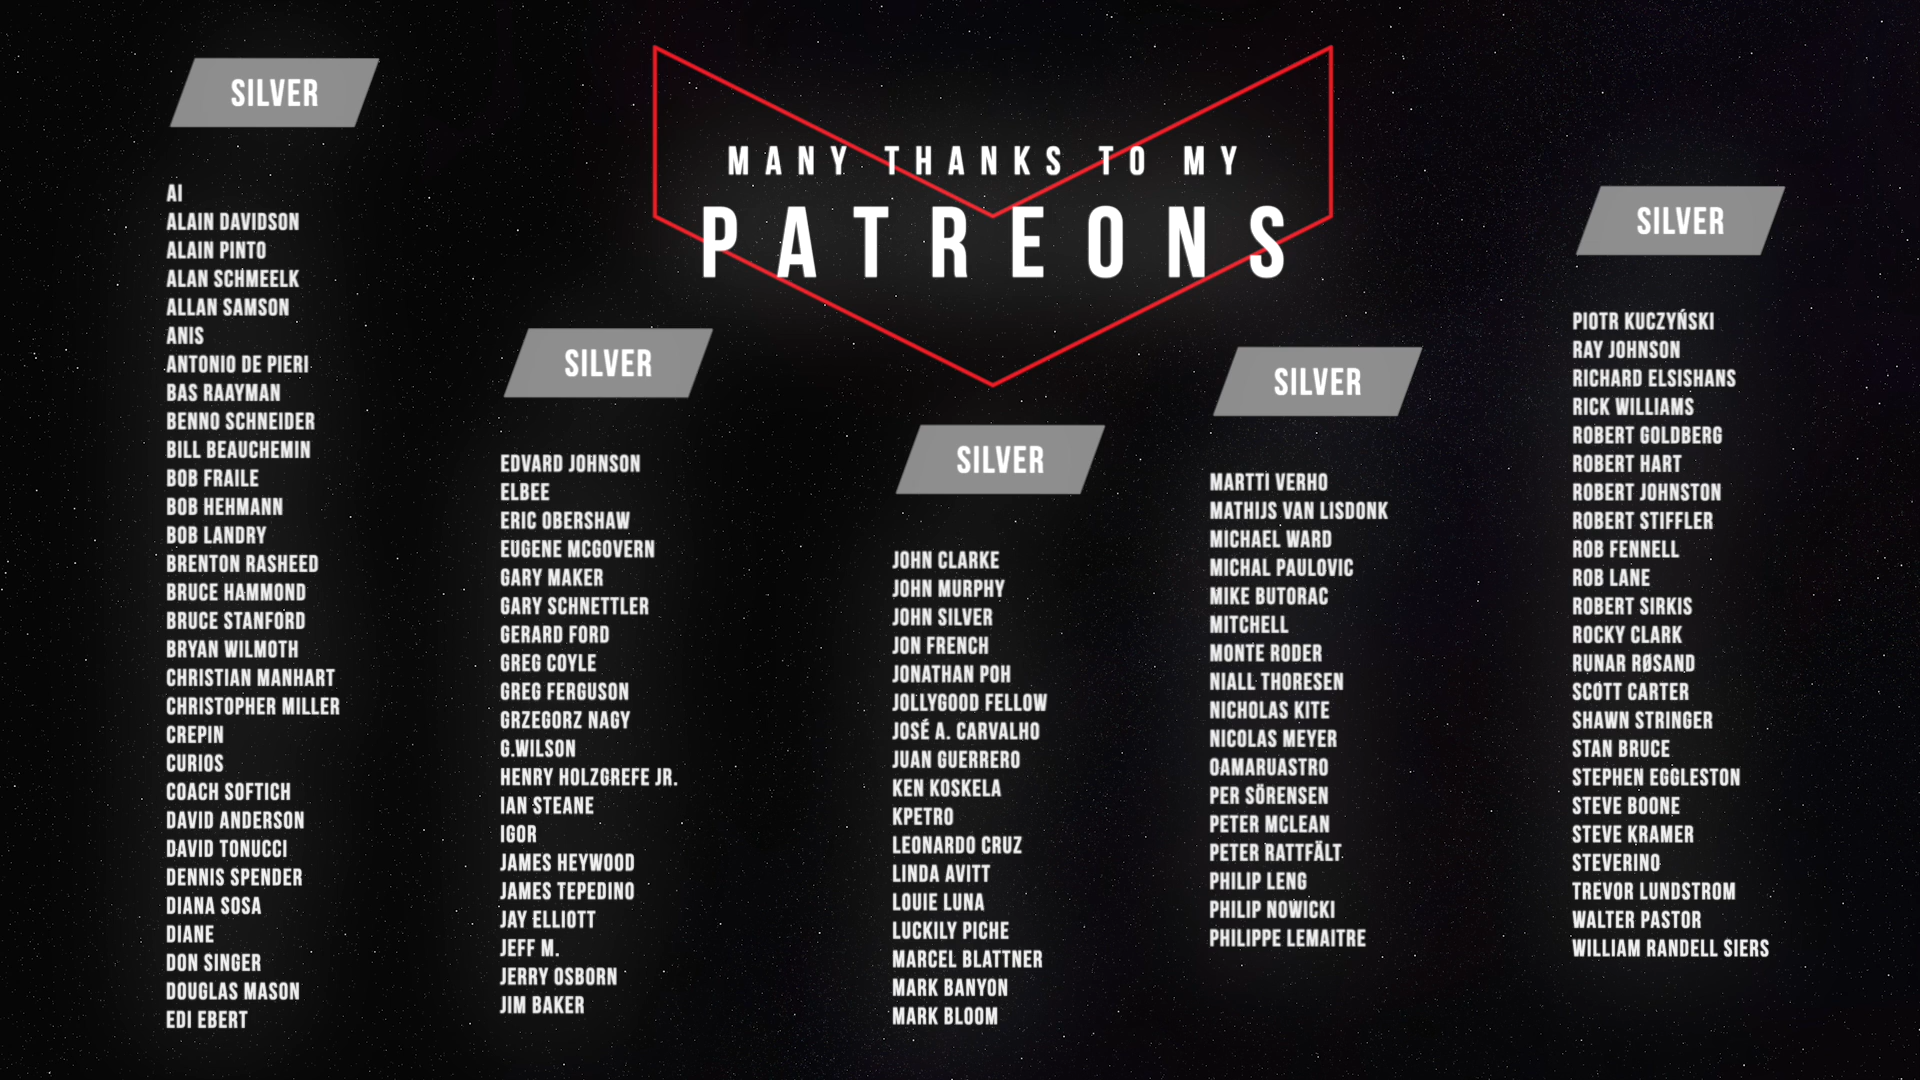 MANY THANKS TO MY
PATREONS
SILVER
AI
ALAIN DAVIDSON
ALAIN PINTO
ALAN SCHMEELK
ALLAN SAMSON
ANIS
ANTONIO DE PIERI
BAS RAAYMAN
BENNO SCHNEIDER
BILL BEAUCHEMIN
BOB FRAILE
BOB HEHMANN
BOB LANDRY
BRENTON RASHEED
BRUCE HAMMOND
BRUCE STANFORD
BRYAN WILMOTH
CHRISTIAN MANHART
CHRISTOPHER MILLER
CREPIN
CURIOS
COACH SOFTICH
DAVID ANDERSON
DAVID TONUCCI
DENNIS SPENDER
DIANA SOSA
DIANE
DON SINGER
DOUGLAS MASON
EDI EBERT
SILVER
EDVARD JOHNSON
ELBEE
ERIC OBERSHAW
EUGENE MCGOVERN
GARY MAKER
GARY SCHNETTLER
GERARD FORD
GREG COYLE
GREG FERGUSON
GRZEGORZ NAGY
G.WILSON
HENRY HOLZGREFE JR.
IAN STEANE
IGOR
JAMES HEYWOOD
JAMES TEPEDINO
JAY ELLIOTT
JEFF M.
JERRY OSBORN
JIM BAKER
SILVER
JOHN CLARKE
JOHN MURPHY
JOHN SILVER
JON FRENCH
JONATHAN POH
JOLLYGOOD FELLOW
JOSÉ A. CARVALHO
JUAN GUERRERO
KEN KOSKELA
KPETRO
LEONARDO CRUZ
LINDA AVITT
LOUIE LUNA
LUCKILY PICHE
MARCEL BLATTNER
MARK BANYON
MARK BLOOM
SILVER
MARTTI VERHO
MATHIJS VAN LISDONK
MICHAEL WARD
MICHAL PAULOVIC
MIKE BUTORAC
MITCHELL
MONTE RODER
NIALL THORESEN
NICHOLAS KITE
NICOLAS MEYER
OAMARUASTRO
PER SÖRENSEN
PETER MCLEAN
PETER RATTFÄLT
PHILIP LENG
PHILIP NOWICKI
PHILIPPE LEMAITRE
SILVER
PIOTR KUCZYŃSKI
RAY JOHNSON
RICHARD ELSISHANS
RICK WILLIAMS
ROBERT GOLDBERG
ROBERT HART
ROBERT JOHNSTON
ROBERT STIFFLER
ROB FENNELL
ROB LANE
ROBERT SIRKIS
ROCKY CLARK
RUNAR RØSAND
SCOTT CARTER
SHAWN STRINGER
STAN BRUCE
STEPHEN EGGLESTON
STEVE BOONE
STEVE KRAMER
STEVERINO
TREVOR LUNDSTROM
WALTER PASTOR
WILLIAM RANDELL SIERS